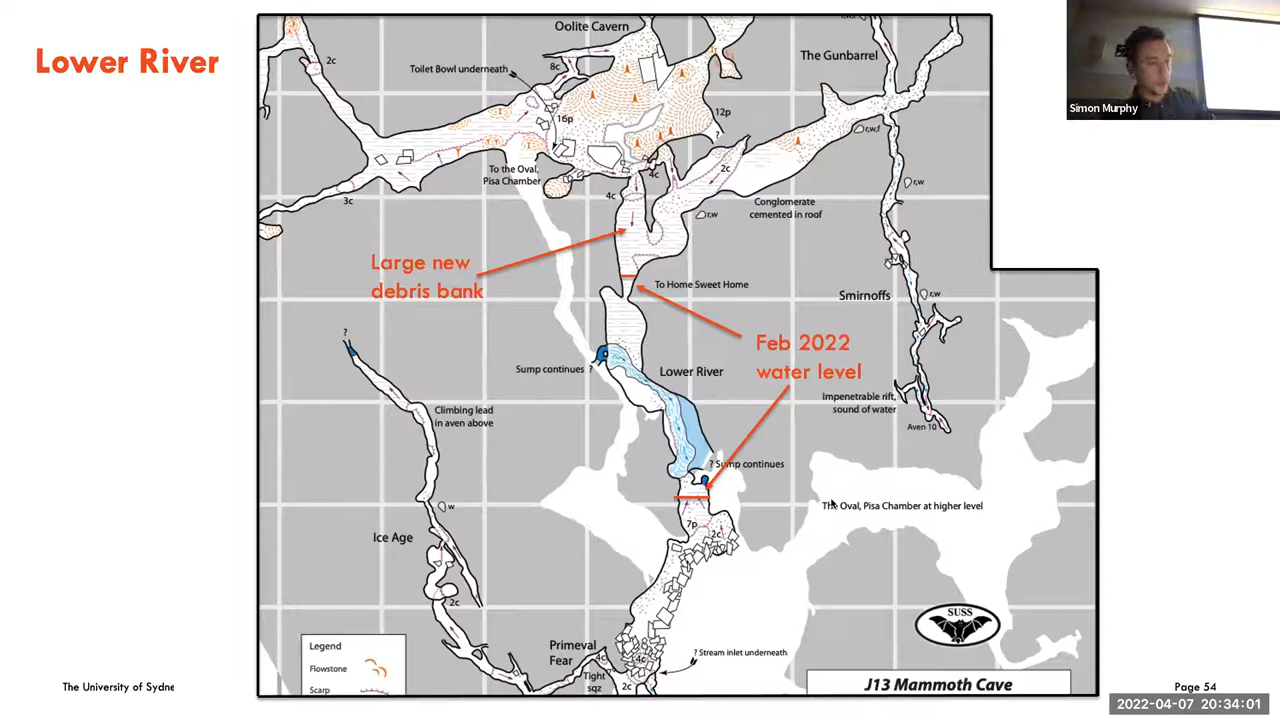 Lower River
Oolite Cavern
The Gunbarrel
Simon Murphy
2c
Toilet Bowl underneath
8c
16p
12p
?
r,w,f
To the Oval,
Pisa Chamber
4c
2c
3c
4c
r,w
r,w
Conglomerate
cemented in roof
Large new
debris bank
To Home Sweet Home
Smirnoffs
r,w
?
Feb 2022
water level
Sump continues ?
Lower River
Climbing lead
in aven above
Impenetrable rift,
sound of water
Aven 10
? Sump continues
w
The Oval, Pisa Chamber at higher level
7p
2c
Ice Age
2c
SUSS
Legend
Flowstone
Scarp
Primeval
Fear
4c
4c
? Stream inlet underneath
Tight
sqz
2c
J13 Mammoth Cave
The University of Sydne
Page 54
2022-04-07 20:34:01